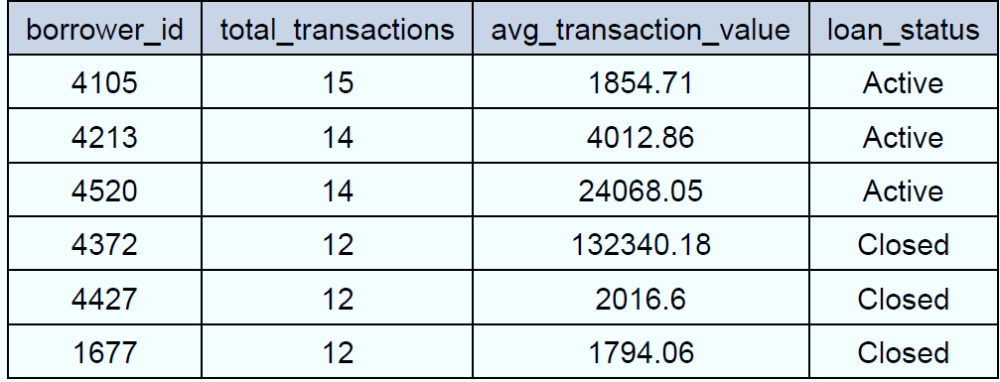 borrower_id total_transactions avg_transaction_value loan_status
4105 15 1854.71 Active
4213 14 4012.86 Active
4520 14 24068.05 Active
4372 12 132340.18 Closed
4427 12 2016.6 Closed
1677 12 1794.06 Closed